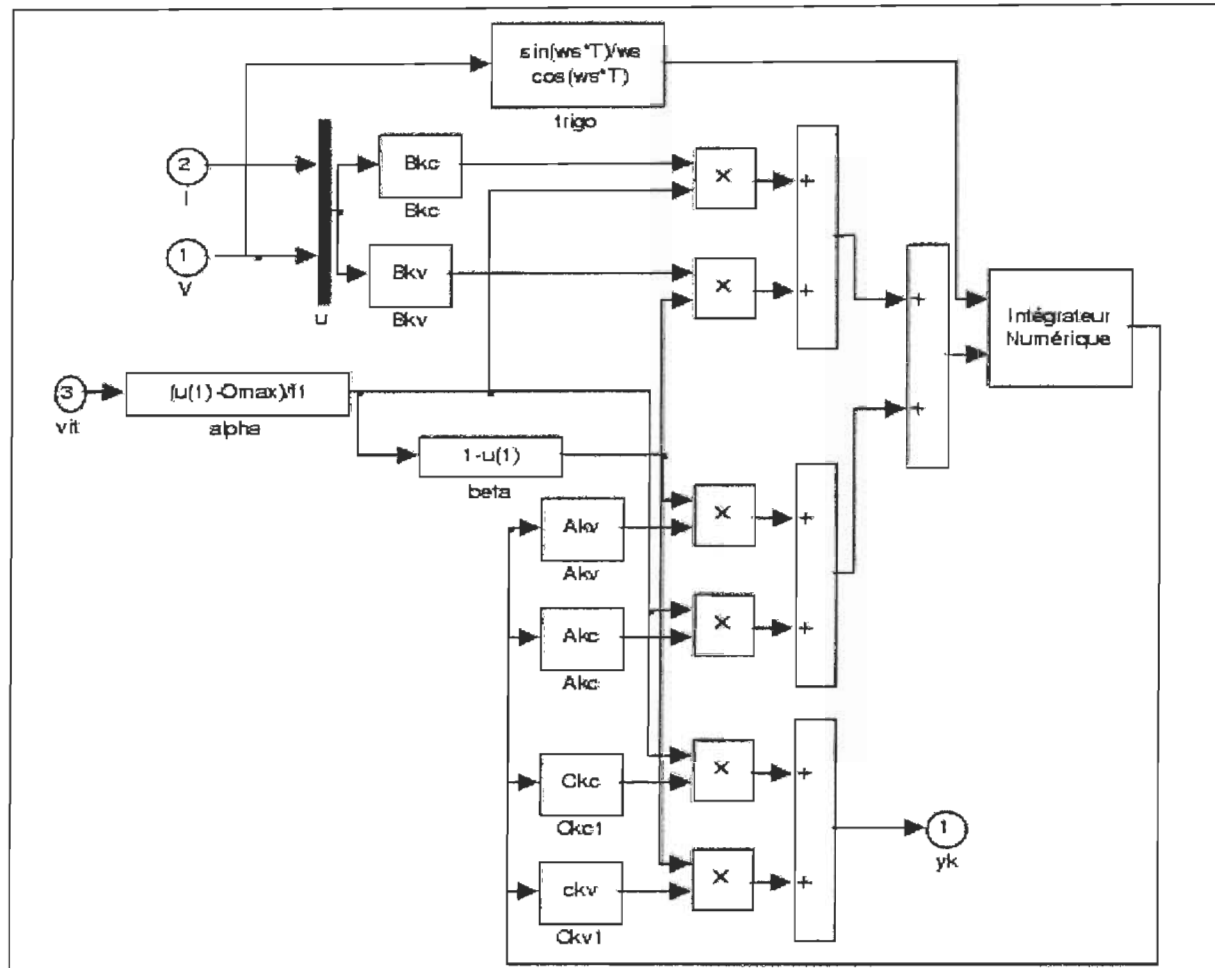 sin(ws*T)/ws
cos(ws*T)
trigo
2
I
Bkc
Bkc
×
+
1
V
u
Bkv
Bkv
×
+
+
Intégrateur
Numérique
3
vit
(u(1)-Omax)/f1
alpha
1-u(1)
beta
+
Akv
Akv
×
+
Akc
Akc
×
+
Ckc
Ckc1
×
+
1
yk
ckv
Ckv1
×
+